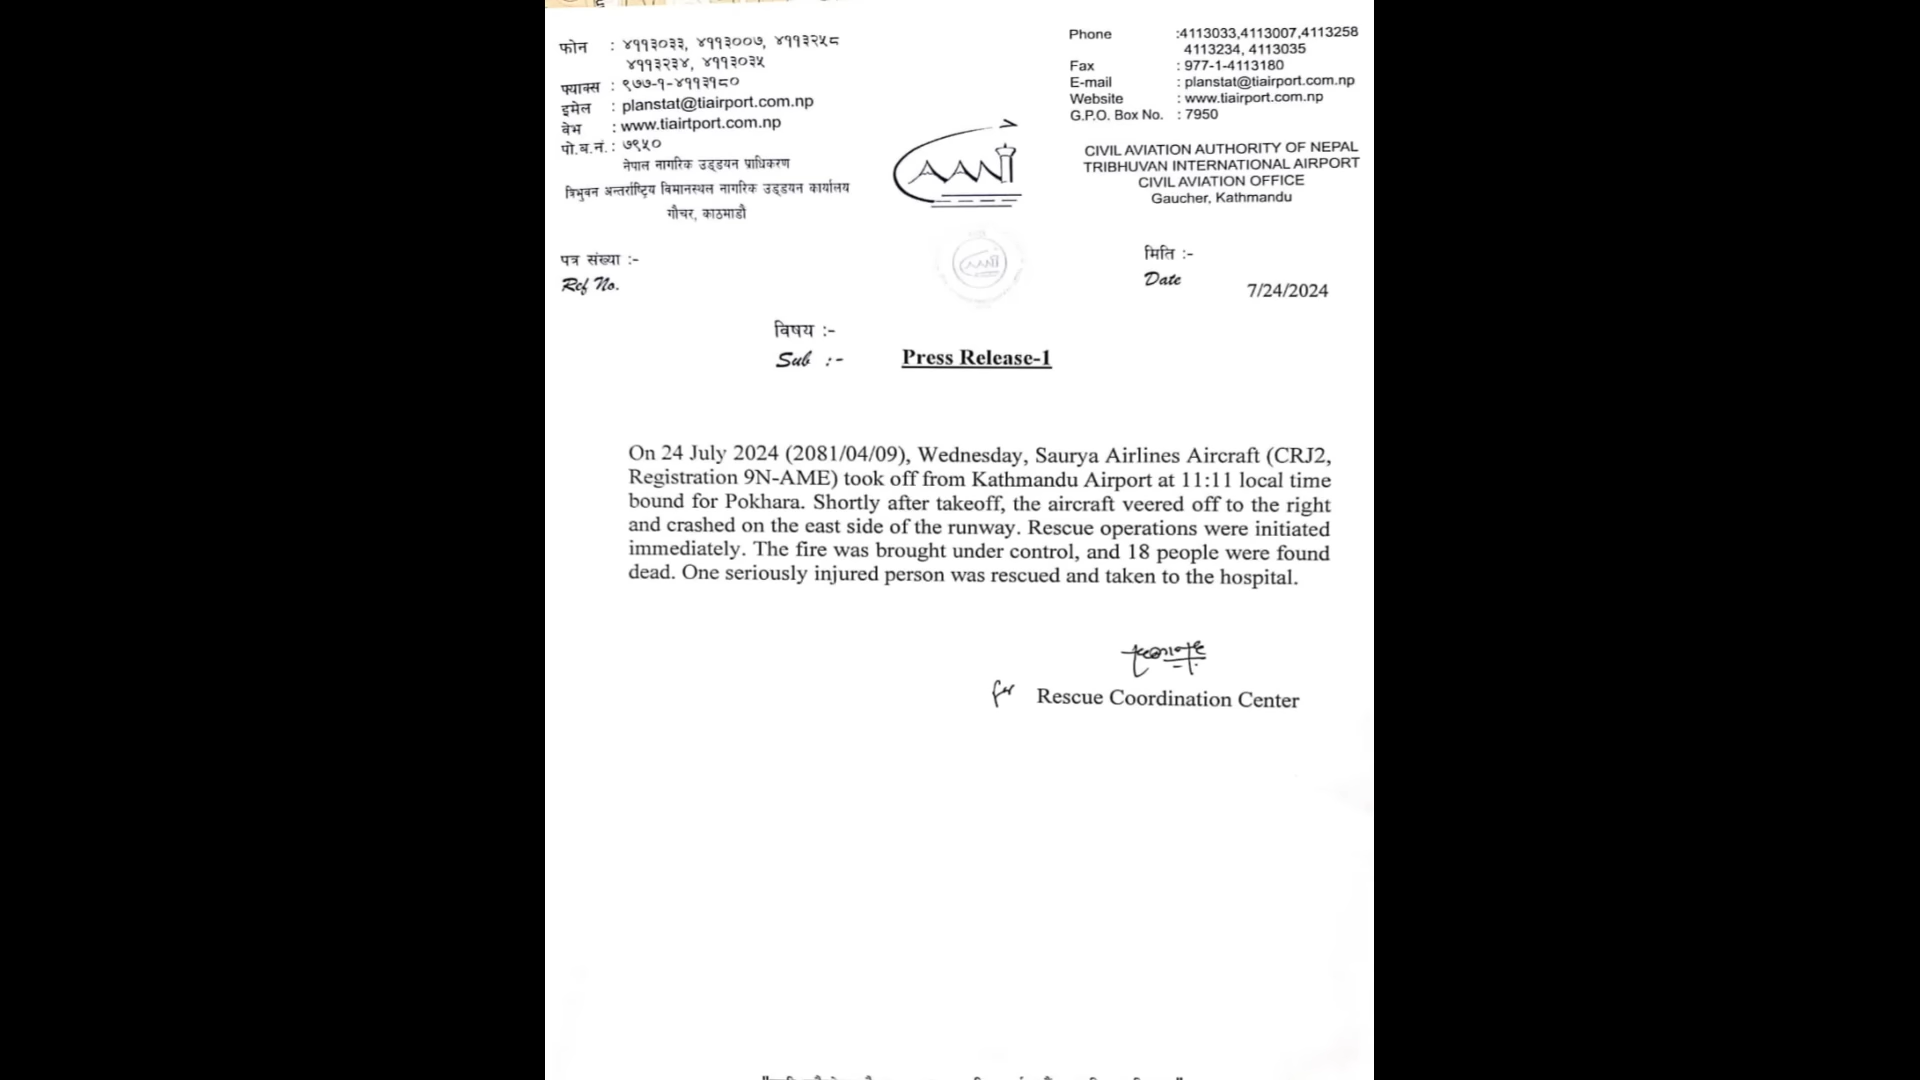 फोन : ४११३०३३, ४११३००७, ४११३२५८
४११३२३४, ४११३०३५
फ्याक्स : ९७७-१-४११३१८०
इमेल : planstat@tiairport.com.np
वेभ : www.tiairtport.com.np
पो.ब.नं. : ७९५०
नेपाल नागरिक उड्डयन प्राधिकरण
त्रिभुवन अन्तर्राष्ट्रिय विमानस्थल नागरिक उड्डयन कार्यालय
गौचर, काठमाडौं
CAAN
Phone :4113033,4113007,4113258
4113234, 4113035
Fax : 977-1-4113180
E-mail : planstat@tiairport.com.np
Website : www.tiairport.com.np
G.P.O. Box No. : 7950
CIVIL AVIATION AUTHORITY OF NEPAL
TRIBHUVAN INTERNATIONAL AIRPORT
CIVIL AVIATION OFFICE
Gaucher, Kathmandu
पत्र संख्या :-
Ref No.
मिति :-
Date 7/24/2024
विषय :-
Sub :- Press Release-1
On 24 July 2024 (2081/04/09), Wednesday, Saurya Airlines Aircraft (CRJ2,
Registration 9N-AME) took off from Kathmandu Airport at 11:11 local time
bound for Pokhara. Shortly after takeoff, the aircraft veered off to the right
and crashed on the east side of the runway. Rescue operations were initiated
immediately. The fire was brought under control, and 18 people were found
dead. One seriously injured person was rescued and taken to the hospital.
for Rescue Coordination Center